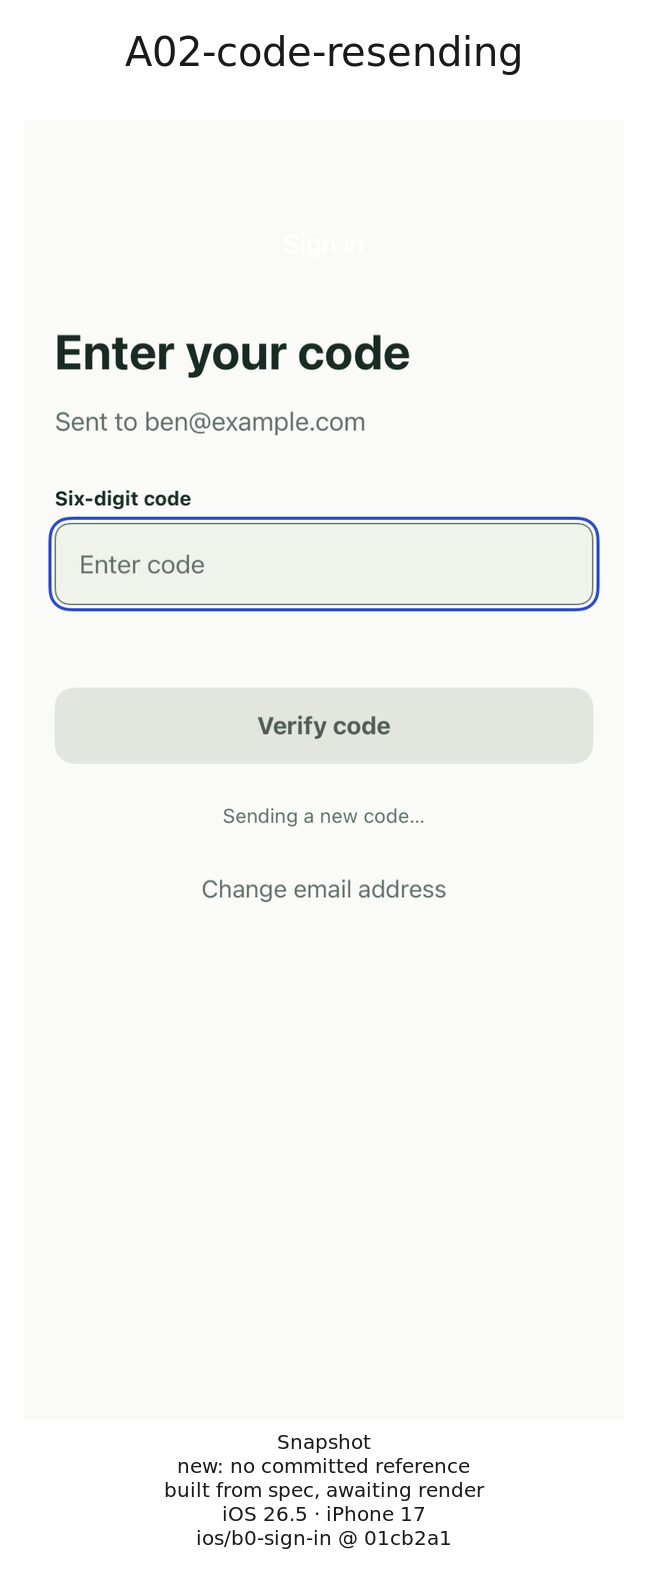 A02-code-resending
Sign in
Enter your code
Sent to ben@example.com
Six-digit code
Enter code
Verify code
Sending a new code…
Change email address
Snapshot
new: no committed reference
built from spec, awaiting render
iOS 26.5 · iPhone 17
ios/b0-sign-in @ 01cb2a1